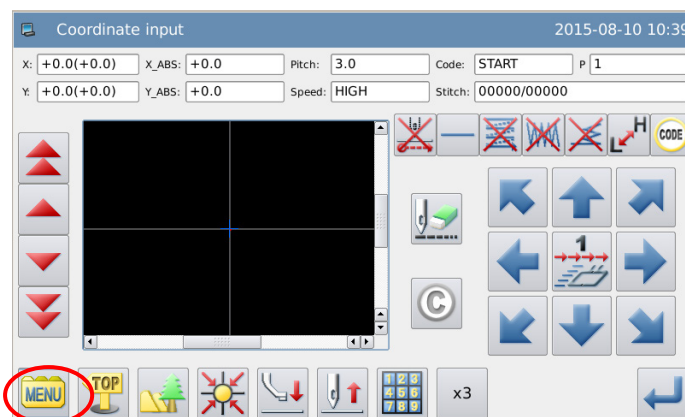 Coordinate input 2015-08-10 10:39
X: +0.0(+0.0) X_ABS: +0.0 Pitch: 3.0 Code: START P 1
Y: +0.0(+0.0) Y_ABS: +0.0 Speed: HIGH Stitch: 00000/00000
H
L
CODE
1
C
MENU
TOP
1 2 3
4 5 6
7 8 9
x3